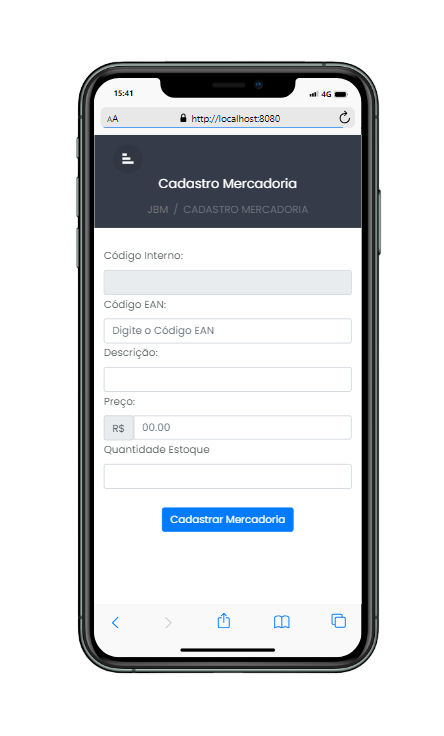 15:41
4G
AA
http://localhost:8080
Cadastro Mercadoria
JBM / CADASTRO MERCADORIA
Código Interno:
Código EAN:
Digite o Código EAN
Descrição:
Preço:
R$ 00.00
Quantidade Estoque
Cadastrar Mercadoria